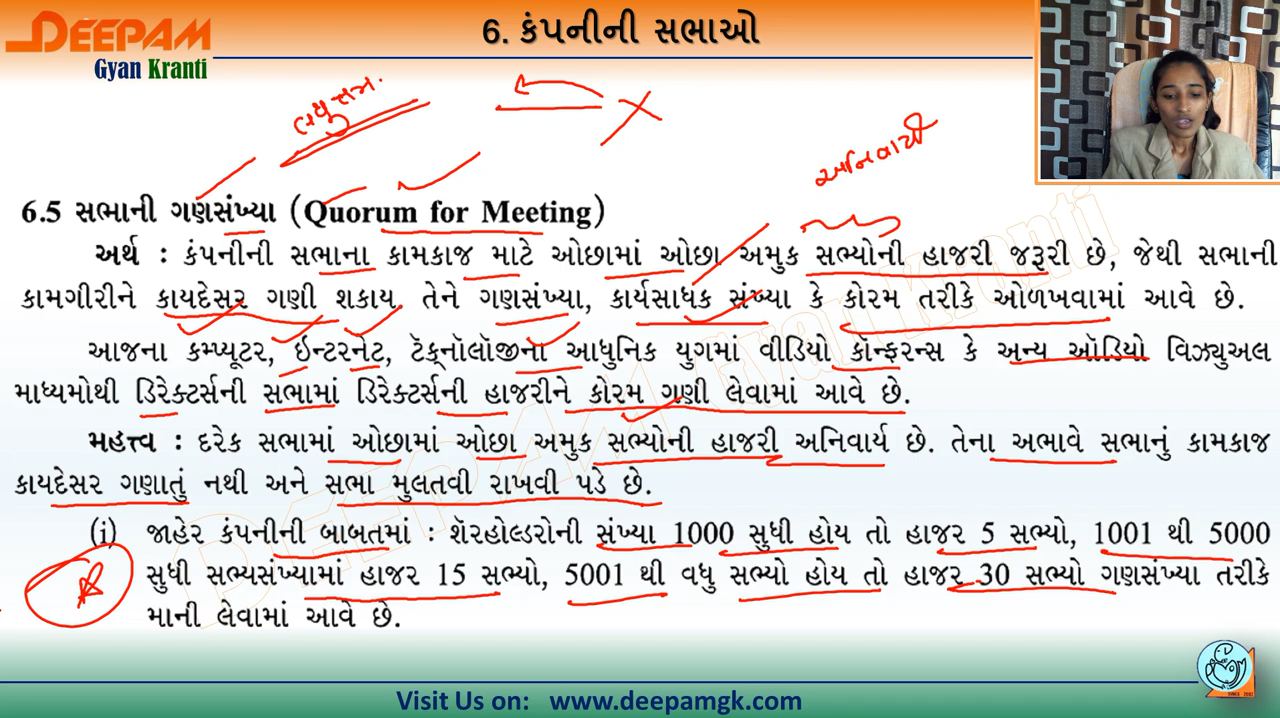 DEEPAM
Gyan Kranti
6. કંપનીની સભાઓ
લઘુત્તમ.
અનિવાર્ય
6.5 સભાની ગણસંખ્યા (Quorum for Meeting)
અર્થ : કંપનીની સભાના કામકાજ માટે ઓછામાં ઓછા અમુક સભ્યોની હાજરી જરૂરી છે, જેથી સભાની
કામગીરીને કાયદેસર ગણી શકાય, તેને ગણસંખ્યા, કાર્યસાધક સંખ્યા કે કોરમ તરીકે ઓળખવામાં આવે છે.
આજના કમ્પ્યૂટર, ઇન્ટરનેટ, ટૅક્નૉલૉજીના આધુનિક યુગમાં વીડિયો કૉન્ફરન્સ કે અન્ય ઑડિયો વિઝ્યુઅલ
માધ્યમોથી ડિરેક્ટર્સની સભામાં ડિરેક્ટર્સની હાજરીને કોરમ ગણી લેવામાં આવે છે.
મહત્ત્વ : દરેક સભામાં ઓછામાં ઓછા અમુક સભ્યોની હાજરી અનિવાર્ય છે. તેના અભાવે સભાનું કામકાજ
કાયદેસર ગણાતું નથી અને સભા મુલતવી રાખવી પડે છે.
(i) જાહેર કંપનીની બાબતમાં : શૅરહોલ્ડરોની સંખ્યા 1000 સુધી હોય તો હાજર 5 સભ્યો, 1001 થી 5000
સુધી સભ્યસંખ્યામાં હાજર 15 સભ્યો, 5001 થી વધુ સભ્યો હોય તો હાજર 30 સભ્યો ગણસંખ્યા તરીકે
માની લેવામાં આવે છે.
DEEPAM Gyan Kranti
Visit Us on: www.deepamgk.com